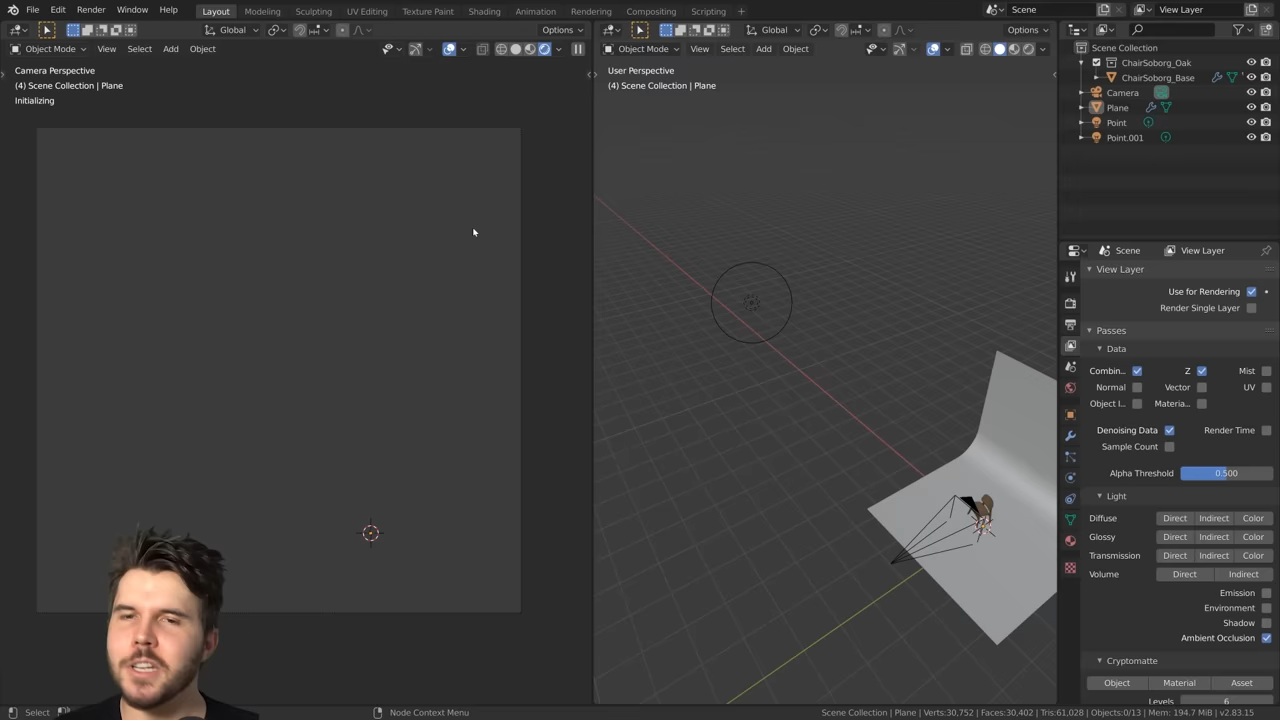 File Edit Render Window Help
Layout Modeling Sculpting UV Editing Texture Paint Shading Animation Rendering Compositing Scripting +
Scene View Layer
Global Options
Object Mode View Select Add Object
Camera Perspective
(4) Scene Collection | Plane
Initializing
Global Options
Object Mode View Select Add Object
User Perspective
(4) Scene Collection | Plane
Scene Collection
ChairSoborg_Oak
ChairSoborg_Base
Camera
Plane
Point
Point.001
Scene View Layer
View Layer
Use for Rendering
Render Single Layer
Passes
Data
Combin... Z Mist
Normal Vector UV
Object I... Materia...
Denoising Data Render Time
Sample Count
Alpha Threshold 0.500
Light
Diffuse Direct Indirect Color
Glossy Direct Indirect Color
Transmission Direct Indirect Color
Volume Direct Indirect
Emission
Environment
Shadow
Ambient Occlusion
Cryptomatte
Object Material Asset
Levels 6
Select Node Context Menu Scene Collection | Plane | Verts:30,752 | Faces:30,402 | Tris:61,028 | Objects:0/13 | Mem: 194.7 MiB | v2.83.15